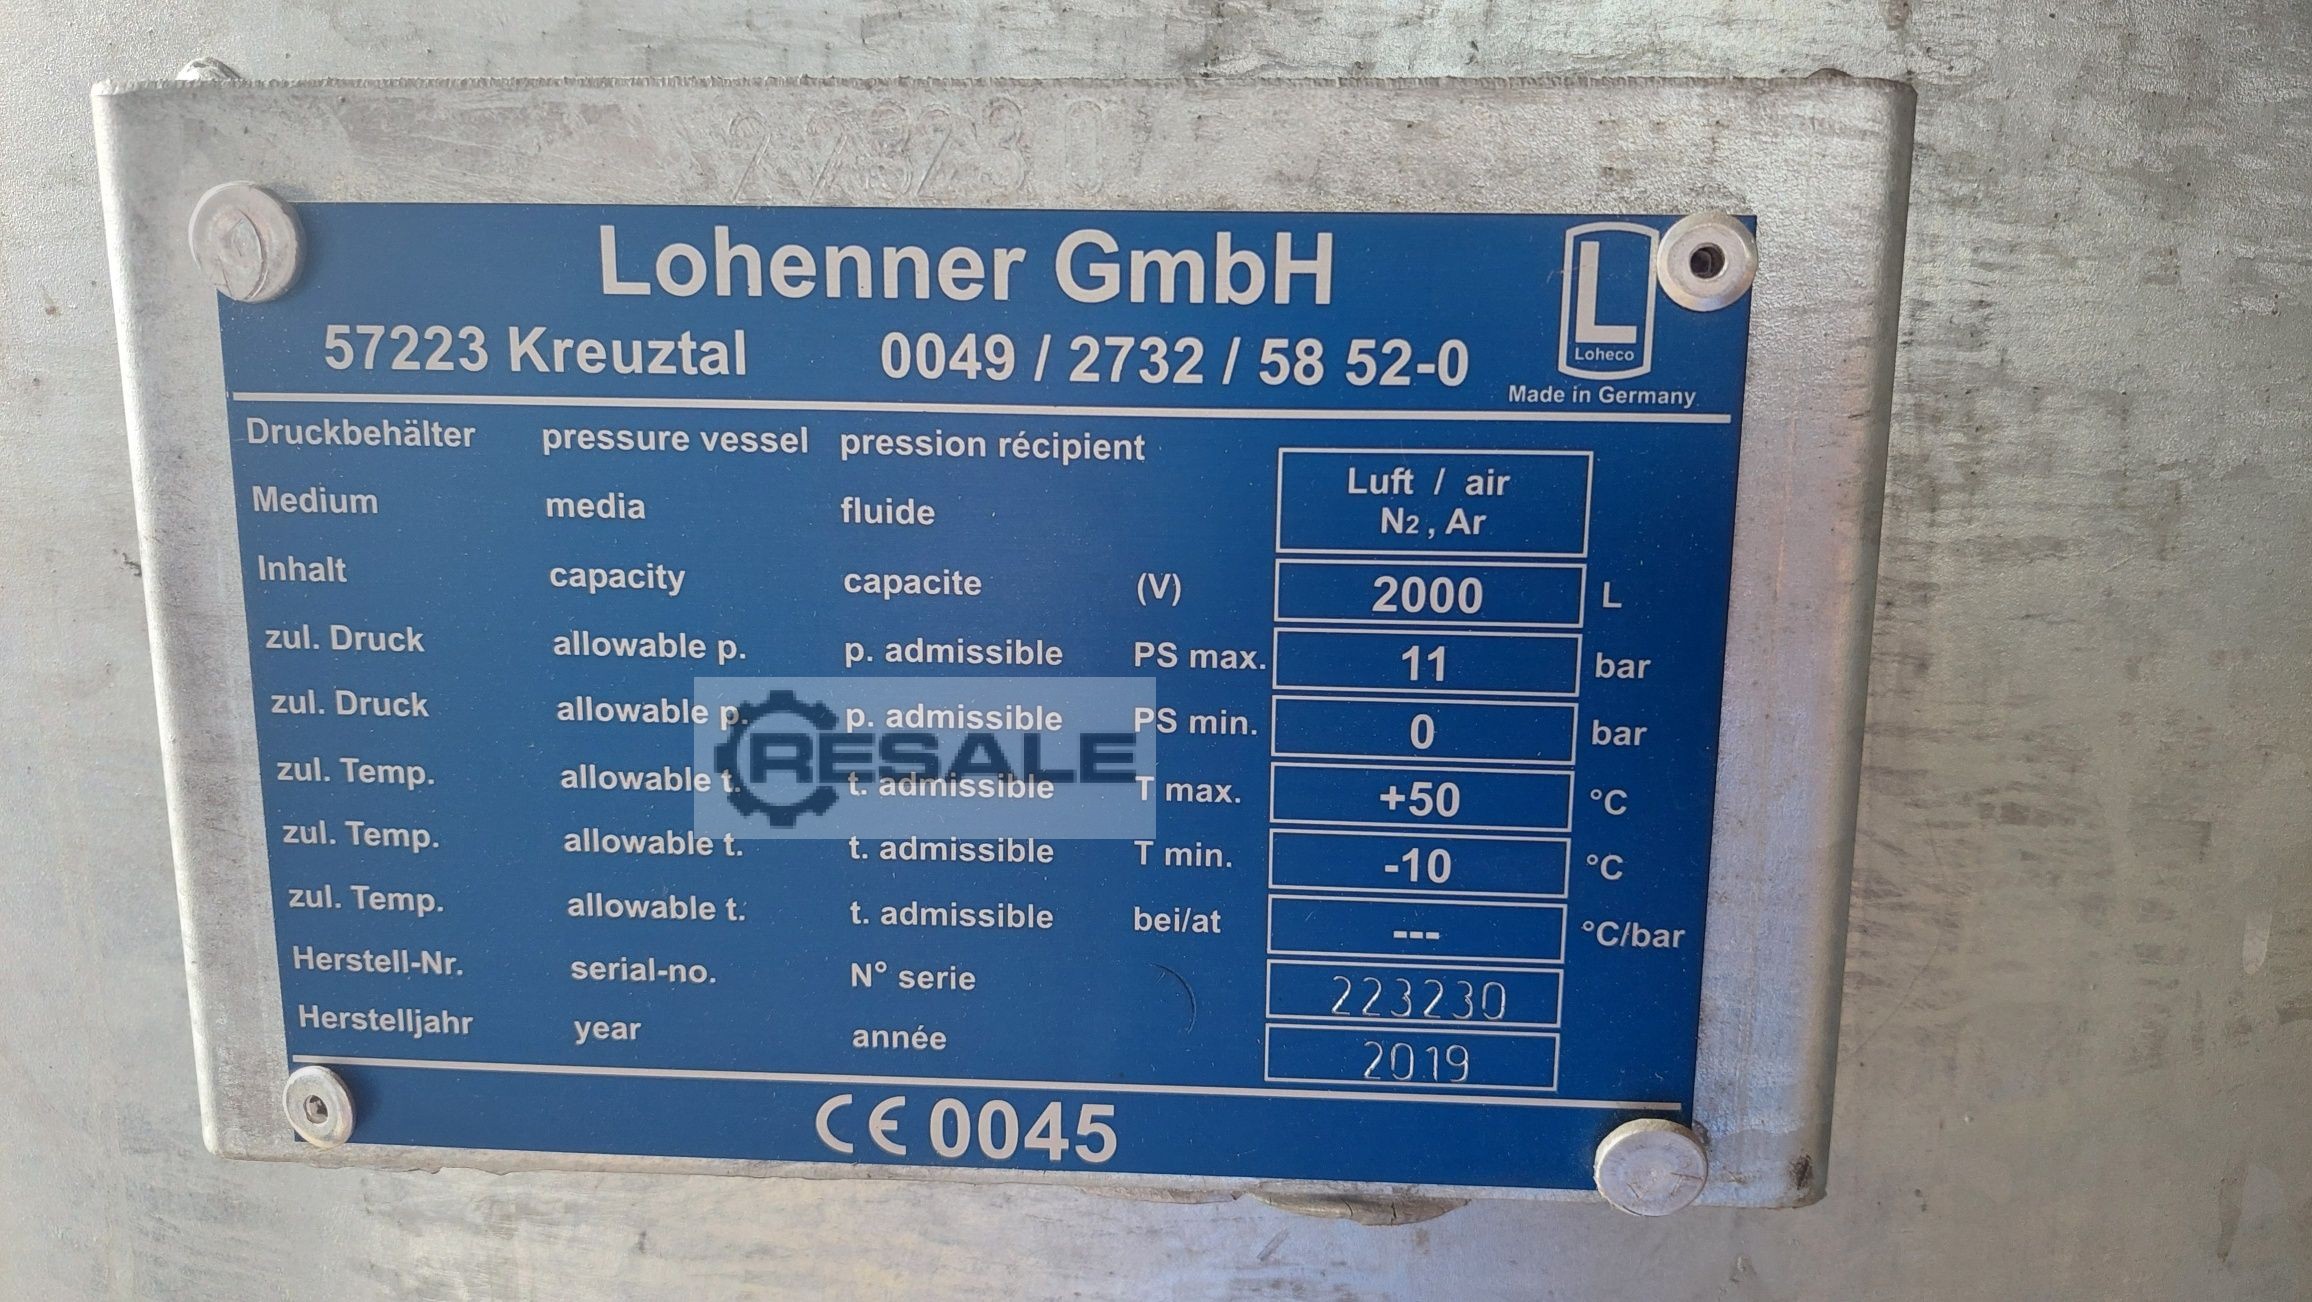 223230
Lohenner GmbH
57223 Kreuztal 0049 / 2732 / 58 52-0
L
Loheco
Made in Germany
Druckbehälter pressure vessel pression récipient
Medium media fluide Luft / air
N2 , Ar
Inhalt capacity capacite (V) 2000 L
zul. Druck allowable p. p. admissible PS max. 11 bar
zul. Druck allowable p. p. admissible PS min. 0 bar
RESALE
zul. Temp. allowable t. t. admissible T max. +50 °C
zul. Temp. allowable t. t. admissible T min. -10 °C
zul. Temp. allowable t. t. admissible bei/at --- °C/bar
Herstell-Nr. serial-no. N° serie 223230
Herstelljahr year année 2019
CE 0045